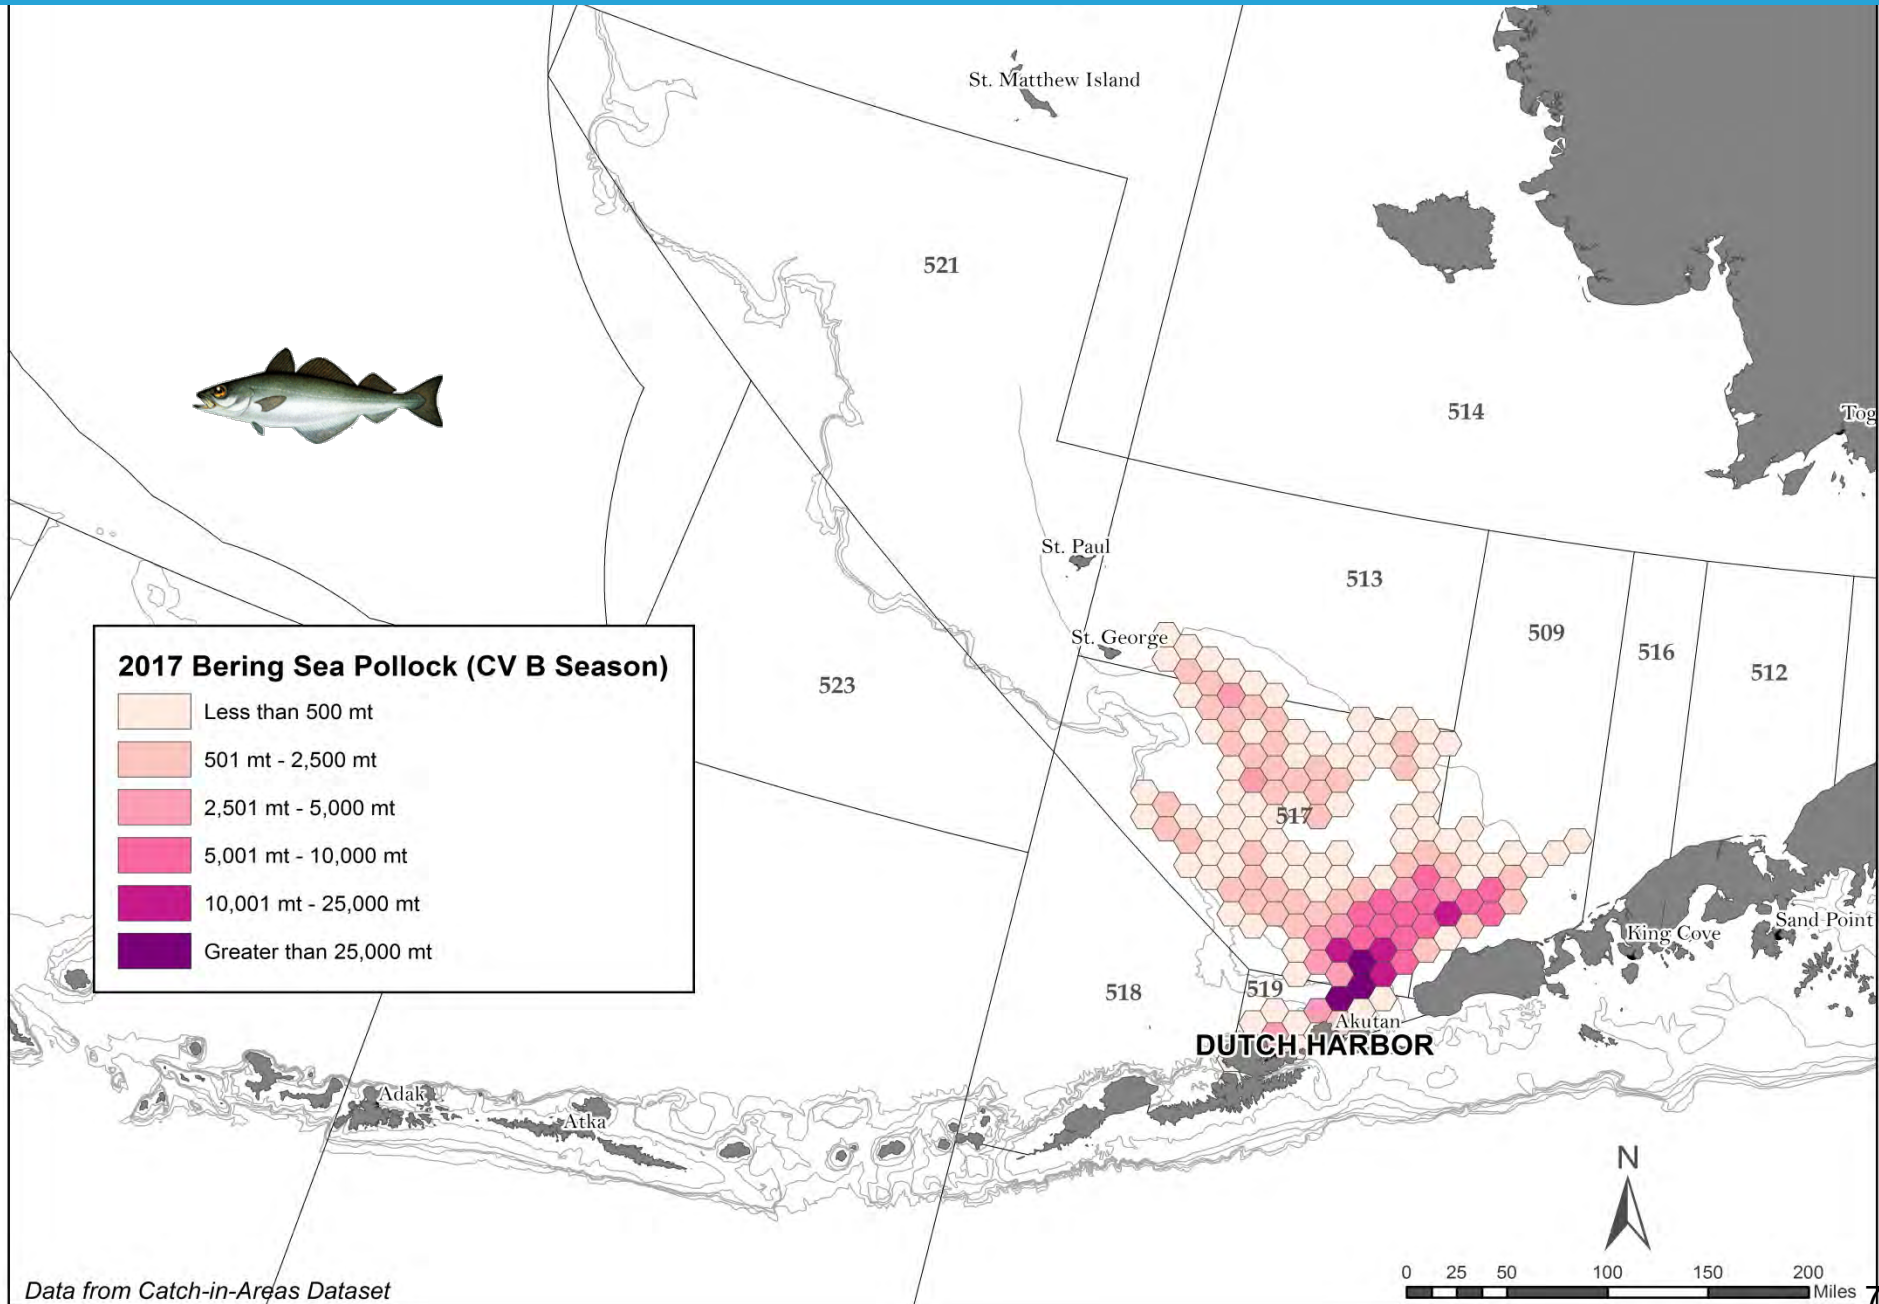 St. Matthew Island
521
514
Tog
St. Paul
513
509
516
512
St. George
523
2017 Bering Sea Pollock (CV B Season)
Less than 500 mt
501 mt - 2,500 mt
2,501 mt - 5,000 mt
5,001 mt - 10,000 mt
10,001 mt - 25,000 mt
Greater than 25,000 mt
517
Sand Point
King Cove
518
519
Akutan
DUTCH HARBOR
Adak
Atka
N
0 25 50 100 150 200
Miles
Data from Catch-in-Areas Dataset
7